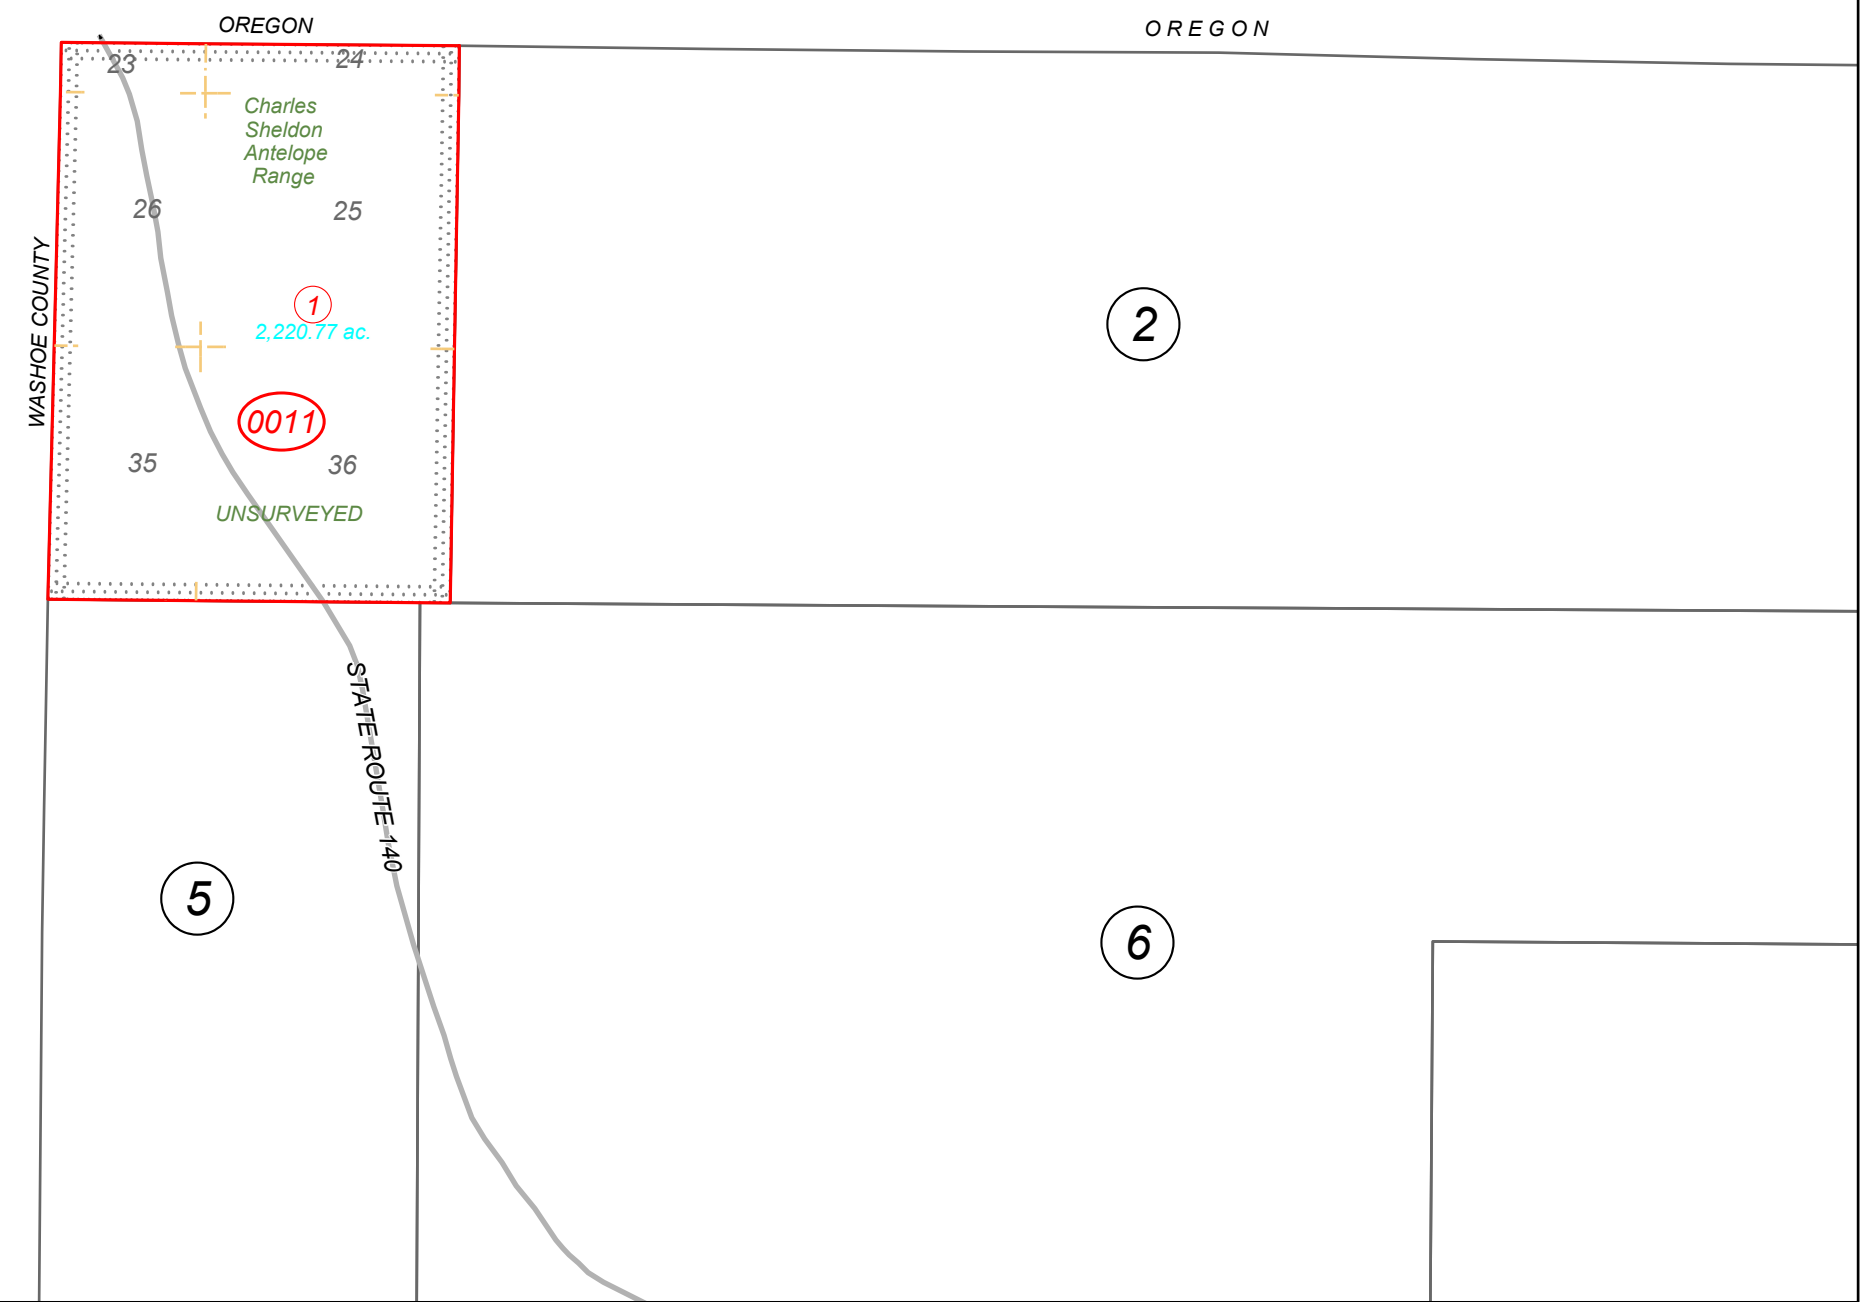 OREGON
OREGON
23
24
Charles
Sheldon
Antelope
Range
26
25
WASHOE COUNTY
1
2,220.77 ac.
2
0011
35
36
UNSURVEYED
STATE ROUTE 140
5
6